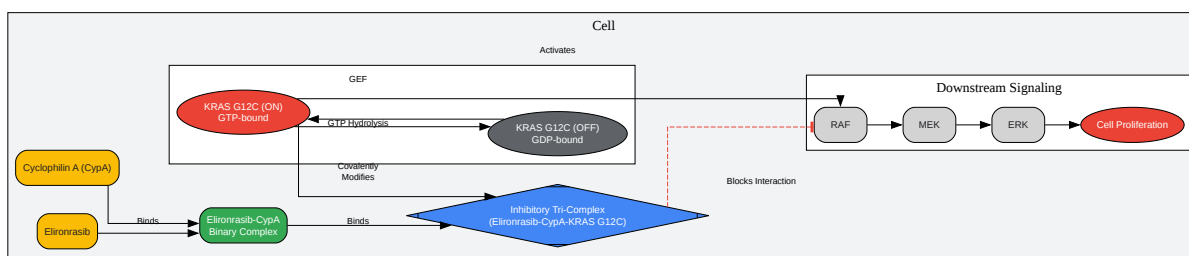 Cell
Activates
GEF
KRAS G12C (ON)
GTP-bound
GTP Hydrolysis
KRAS G12C (OFF)
GDP-bound
Downstream Signaling
RAF
MEK
ERK
Cell Proliferation
Cyclophilin A (CypA)
Covalently
Modifies
Blocks Interaction
Elironrasib
Binds
Elironrasib-CypA
Binary Complex
Binds
Inhibitory Tri-Complex
(Elironrasib-CypA-KRAS G12C)